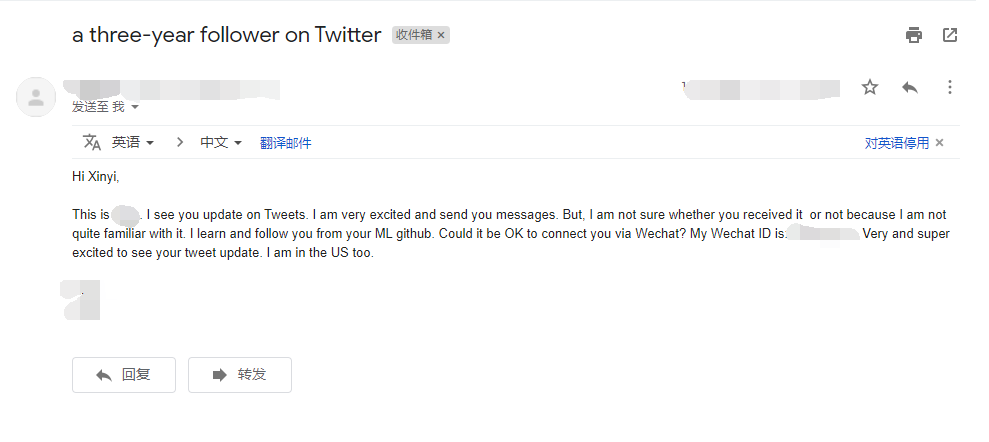 a three-year follower on Twitter 收件箱 ×
发送至 我
英语 中文 翻译邮件 对英语停用 ×
Hi Xinyi,
This is . I see you update on Tweets. I am very excited and send you messages. But, I am not sure whether you received it or not because I am not
quite familiar with it. I learn and follow you from your ML github. Could it be OK to connect you via Wechat? My Wechat ID is: Very and super
excited to see your tweet update. I am in the US too.
回复 转发